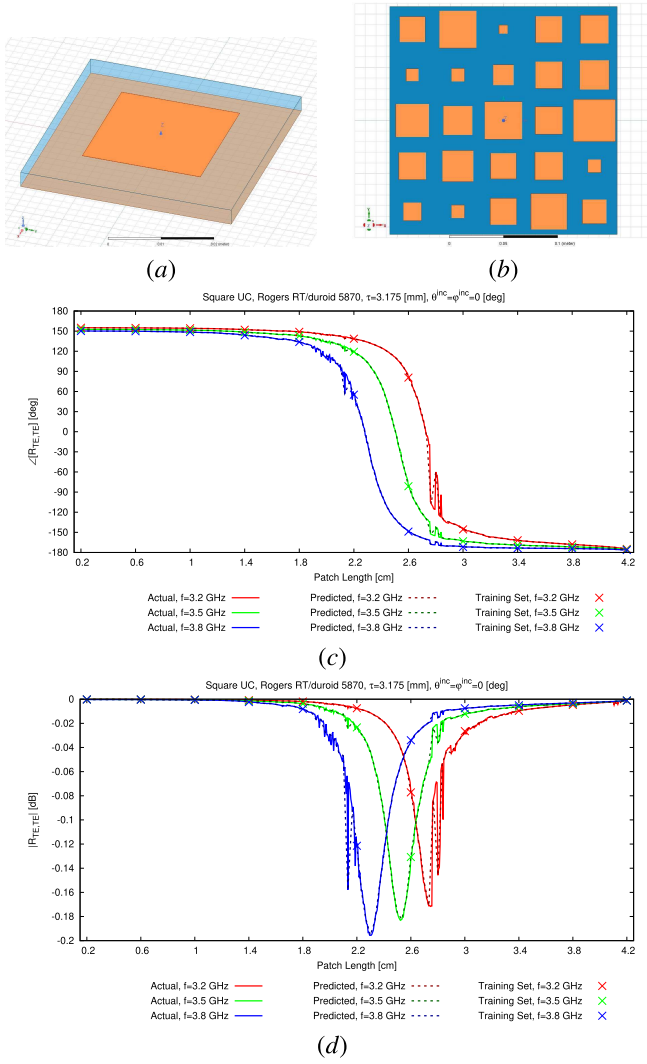 (a)
(b)
0.05
0.1 (meter)
Square UC, Rogers RT/duroid 5870, τ=3.175 [mm], θ^inc=φ^inc=0 [deg]
180
150
120
90
60
30
0
-30
-60
-90
-120
-150
-180
∠[R_TE,TE] [deg]
0.2 0.6 1 1.4 1.8 2.2 2.6 3 3.4 3.8 4.2
Patch Length [cm]
Actual, f=3.2 GHz Predicted, f=3.2 GHz Training Set, f=3.2 GHz
Actual, f=3.5 GHz Predicted, f=3.5 GHz Training Set, f=3.5 GHz
Actual, f=3.8 GHz Predicted, f=3.8 GHz Training Set, f=3.8 GHz
(c)
Square UC, Rogers RT/duroid 5870, τ=3.175 [mm], θ^inc=φ^inc=0 [deg]
0
-0.02
-0.04
-0.06
-0.08
-0.1
-0.12
-0.14
-0.16
-0.18
-0.2
|R_TE,TE| [dB]
0.2 0.6 1 1.4 1.8 2.2 2.6 3 3.4 3.8 4.2
Patch Length [cm]
Actual, f=3.2 GHz Predicted, f=3.2 GHz Training Set, f=3.2 GHz
Actual, f=3.5 GHz Predicted, f=3.5 GHz Training Set, f=3.5 GHz
Actual, f=3.8 GHz Predicted, f=3.8 GHz Training Set, f=3.8 GHz
(d)